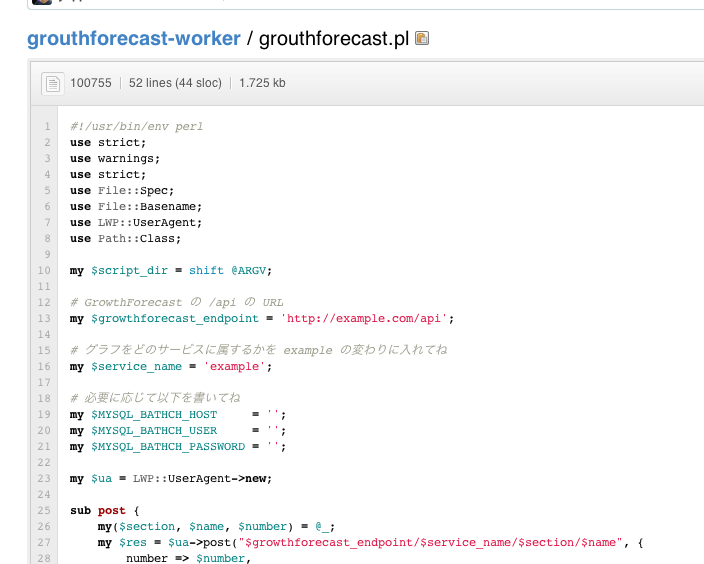 grouthforecast-worker / grouthforecast.pl
100755 | 52 lines (44 sloc) | 1.725 kb
1 #!/usr/bin/env perl
2 use strict;
3 use warnings;
4 use strict;
5 use File::Spec;
6 use File::Basename;
7 use LWP::UserAgent;
8 use Path::Class;
9
10 my $script_dir = shift @ARGV;
11
12 # GrowthForecast の /api の URL
13 my $growthforecast_endpoint = 'http://example.com/api';
14
15 # グラフをどのサービスに属するかを example の変わりに入れてね
16 my $service_name = 'example';
17
18 # 必要に応じて以下を書いてね
19 my $MYSQL_BATHCH_HOST     = '';
20 my $MYSQL_BATHCH_USER     = '';
21 my $MYSQL_BATHCH_PASSWORD = '';
22
23 my $ua = LWP::UserAgent->new;
24
25 sub post {
26     my($section, $name, $number) = @_;
27     my $res = $ua->post("$growthforecast_endpoint/$service_name/$section/$name", {
28         number => $number,